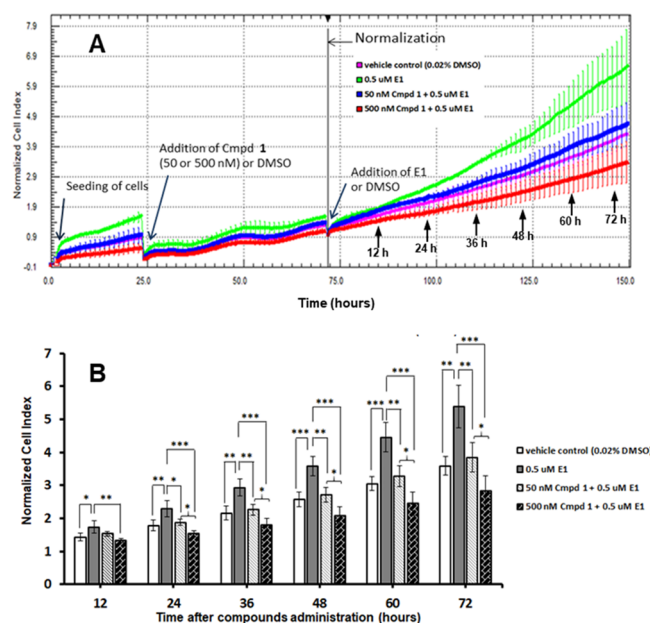 7.9
6.9
5.9
4.9
3.9
2.9
1.9
0.9
-0.1
Normalized Cell Index
A
Normalization
vehicle control (0.02% DMSO)
0.5 uM E1
50 nM Cmpd 1 + 0.5 uM E1
500 nM Cmpd 1 + 0.5 uM E1
Addition of Cmpd 1
(50 or 500 nM) or DMSO
Seeding of cells
Addition of E1
or DMSO
12 h
24 h
36 h
48 h
60 h
72 h
0.0 25.0 50.0 75.0 100.0 125.0 150.0
Time (hours)
B
Normalized Cell Index
7
6
5
4
3
2
1
0
* **
** * *** *
** ** *** *
*** ** *** *
*** ** *** *
** ** *** *
vehicle control (0.02% DMSO)
0.5 uM E1
50 nM Cmpd 1 + 0.5 uM E1
500 nM Cmpd 1 + 0.5 uM E1
12 24 36 48 60 72
Time after compounds administration (hours)